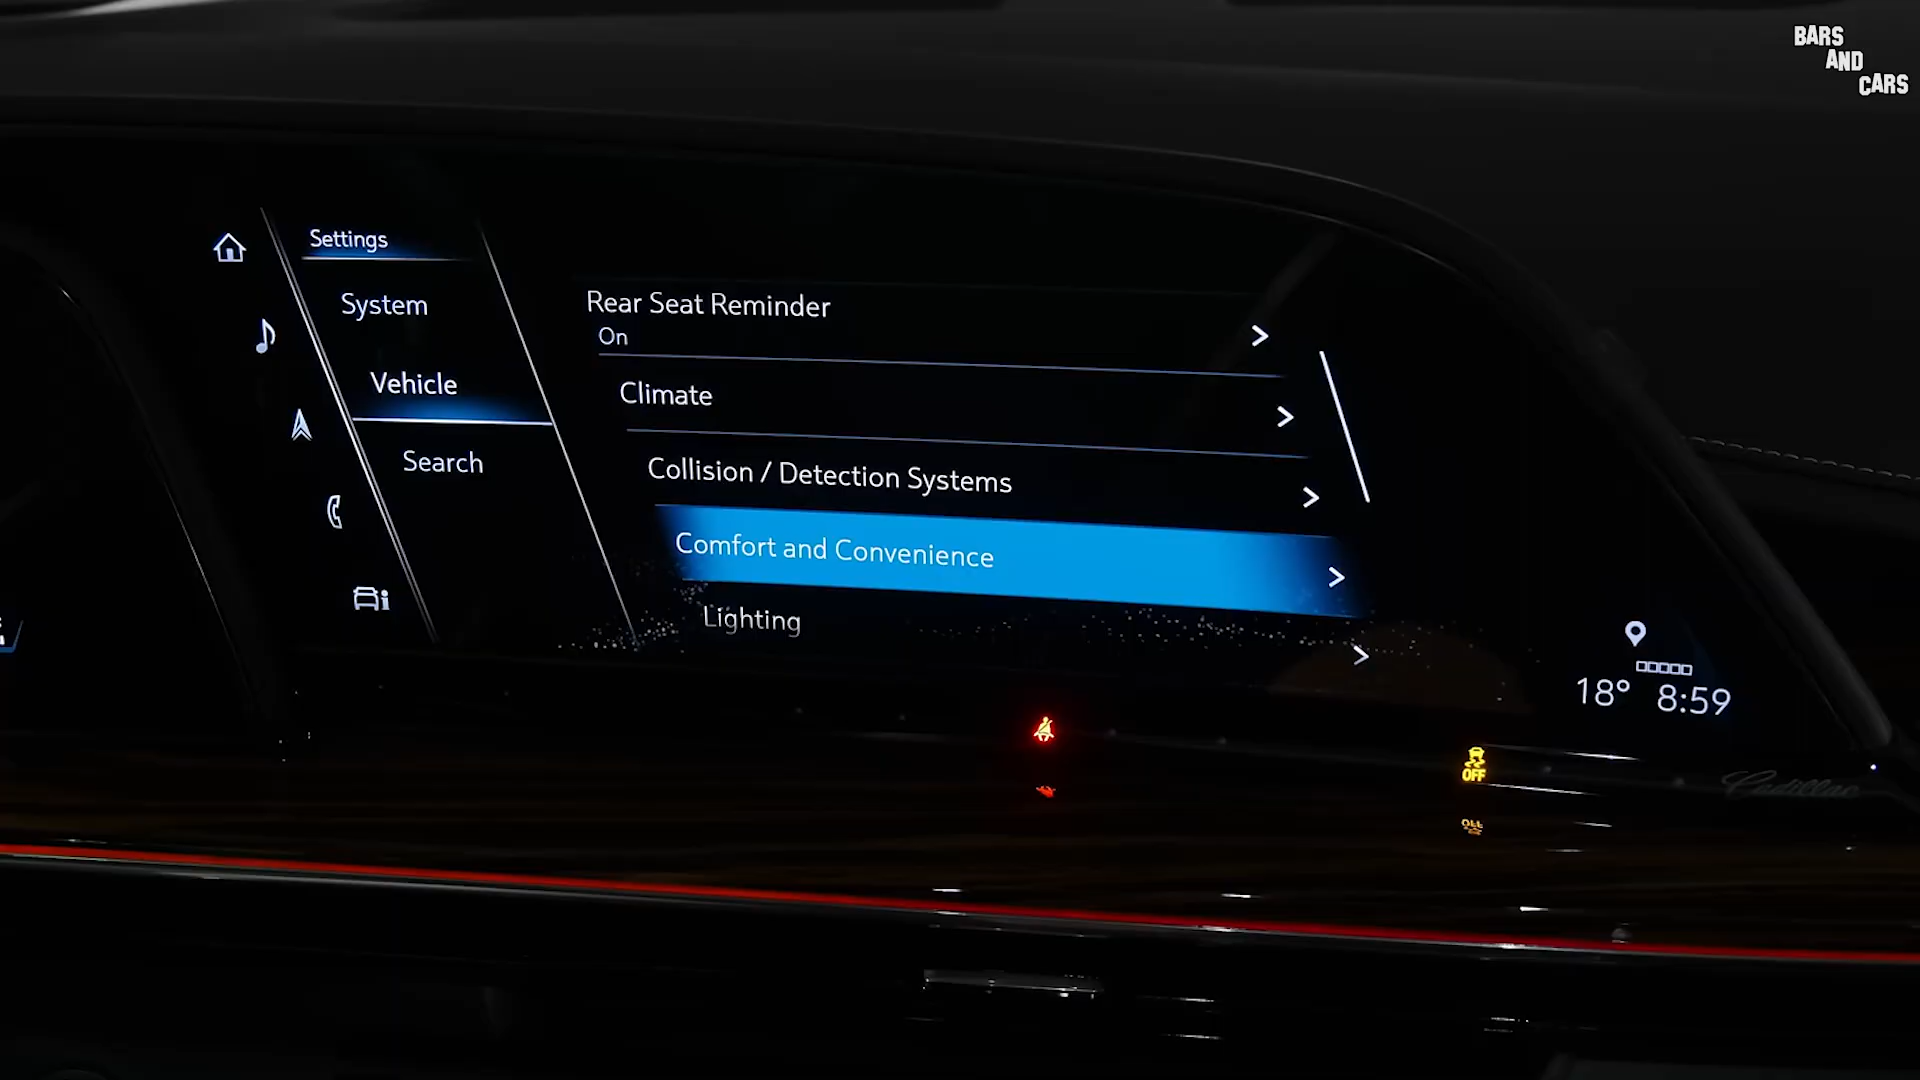 BARS
AND
CARS
Settings
System
Vehicle
Search
Rear Seat Reminder
On
Climate
Collision / Detection Systems
Comfort and Convenience
Lighting
18° 8:59
OFF
Cadillac